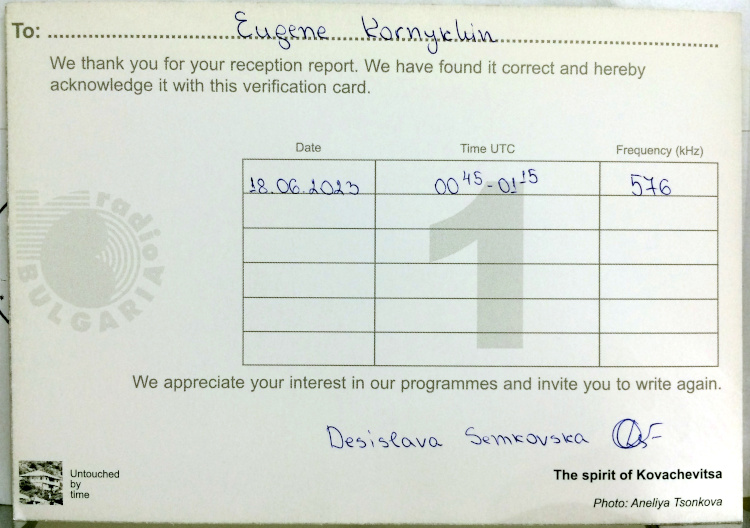 To: Eugene Kornykhin
We thank you for your reception report. We have found it correct and hereby
acknowledge it with this verification card.
Date Time UTC Frequency (kHz)
18.06.2023 00 45 - 01 15 576
radio
BULGARIA
1
We appreciate your interest in our programmes and invite you to write again.
Desislava Semkovska
Untouched
by
time
The spirit of Kovachevitsa
Photo: Aneliya Tsonkova